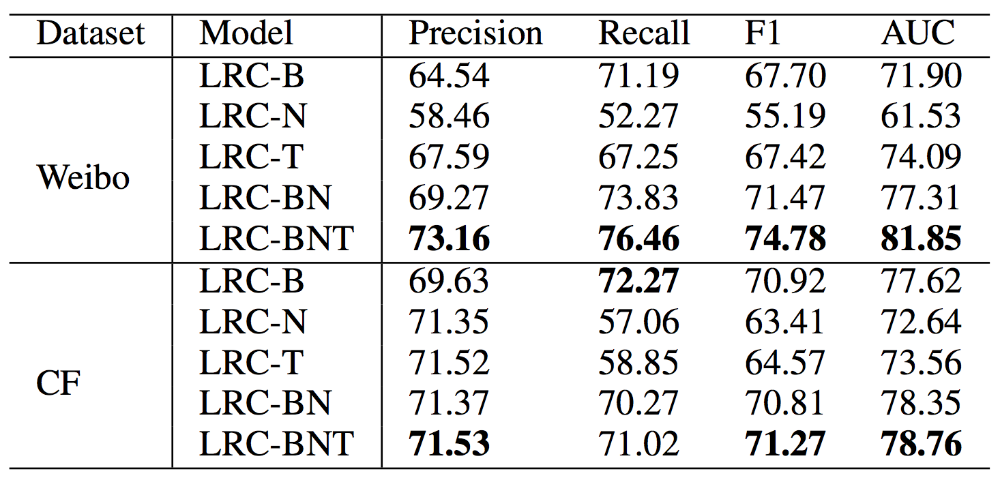 Dataset Model Precision Recall F1 AUC
LRC-B 64.54 71.19 67.70 71.90
LRC-N 58.46 52.27 55.19 61.53
LRC-T 67.59 67.25 67.42 74.09
Weibo
LRC-BN 69.27 73.83 71.47 77.31
LRC-BNT 73.16 76.46 74.78 81.85
LRC-B 69.63 72.27 70.92 77.62
LRC-N 71.35 57.06 63.41 72.64
LRC-T 71.52 58.85 64.57 73.56
CF
LRC-BN 71.37 70.27 70.81 78.35
LRC-BNT 71.53 71.02 71.27 78.76